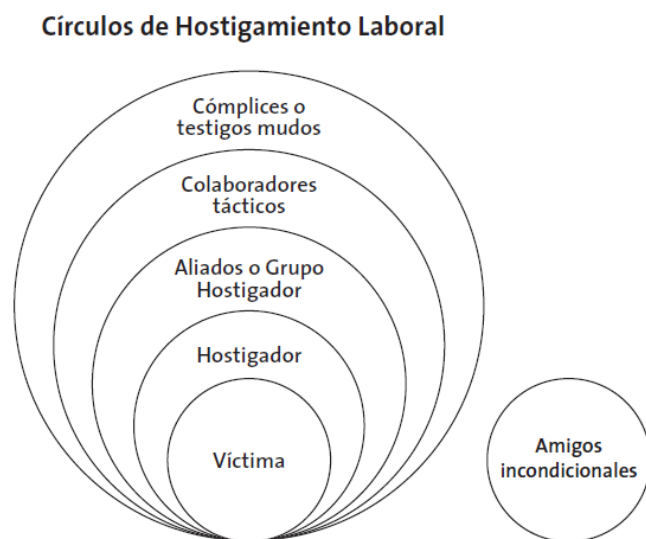 Círculos de Hostigamiento Laboral
Cómplices o
testigos mudos
Colaboradores
tácticos
Aliados o Grupo
Hostigador
Hostigador
Víctima
Amigos
incondicionales